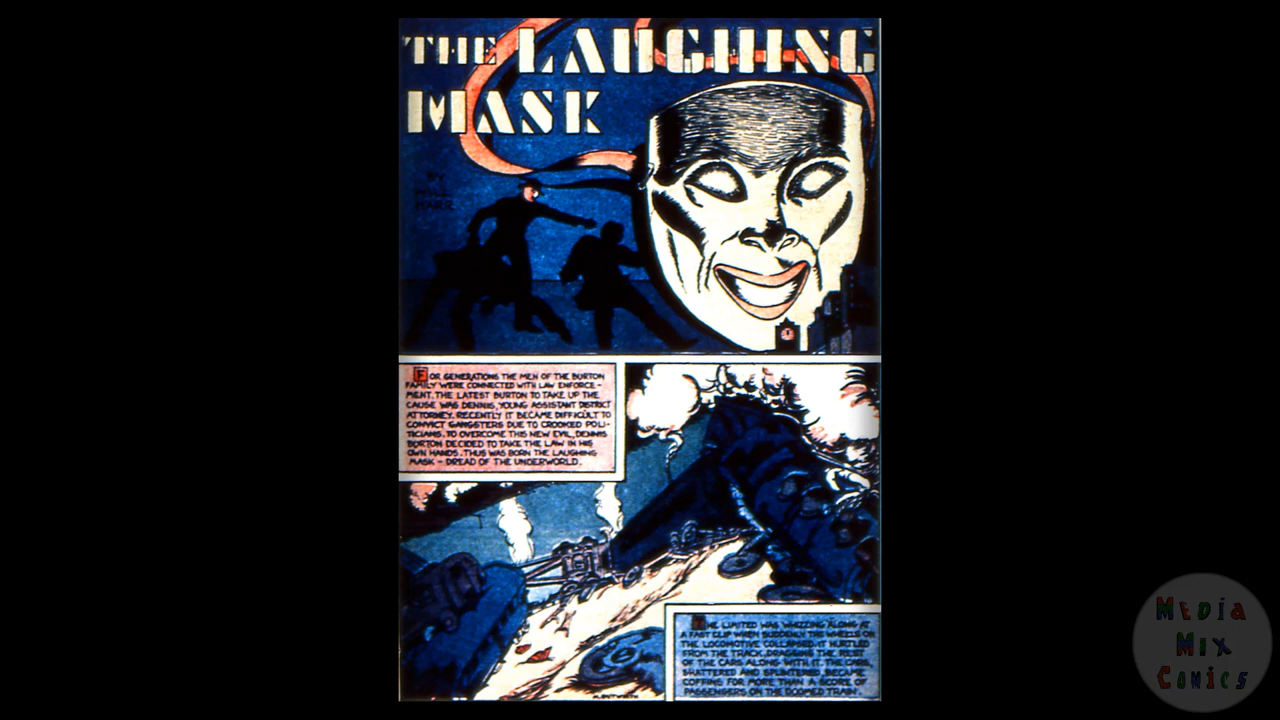 THE LAUGHING
MASK
BY
WILL
HARR
FOR GENERATIONS THE MEN OF THE BURTON
FAMILY WERE CONNECTED WITH LAW ENFORCE-
MENT. THE LATEST BURTON TO TAKE UP THE
CAUSE WAS DENNIS, YOUNG ASSISTANT DISTRICT
ATTORNEY. RECENTLY IT BECAME DIFFICULT TO
CONVICT GANGSTERS DUE TO CROOKED POLI-
TICIANS. TO OVERCOME THIS NEW EVIL, DENNIS
BURTON DECIDED TO TAKE THE LAW IN HIS
OWN HANDS. THUS WAS BORN THE LAUGHING
MASK - DREAD OF THE UNDERWORLD.
THE LIMITED WAS WHIZZING ALONG AT
A FAST CLIP WHEN SUDDENLY THE WHEELS ON
THE LOCOMOTIVE COLLAPSED. IT HURTLED
FROM THE TRACK, DRAGGING THE REST
OF THE CARS ALONG WITH IT. THE CARS,
SHATTERED AND SPLINTERED, BECAME
COFFINS FOR MORE THAN A SCORE OF
PASSENGERS ON THE DOOMED TRAIN.
MEDIA
MIX
COMICS